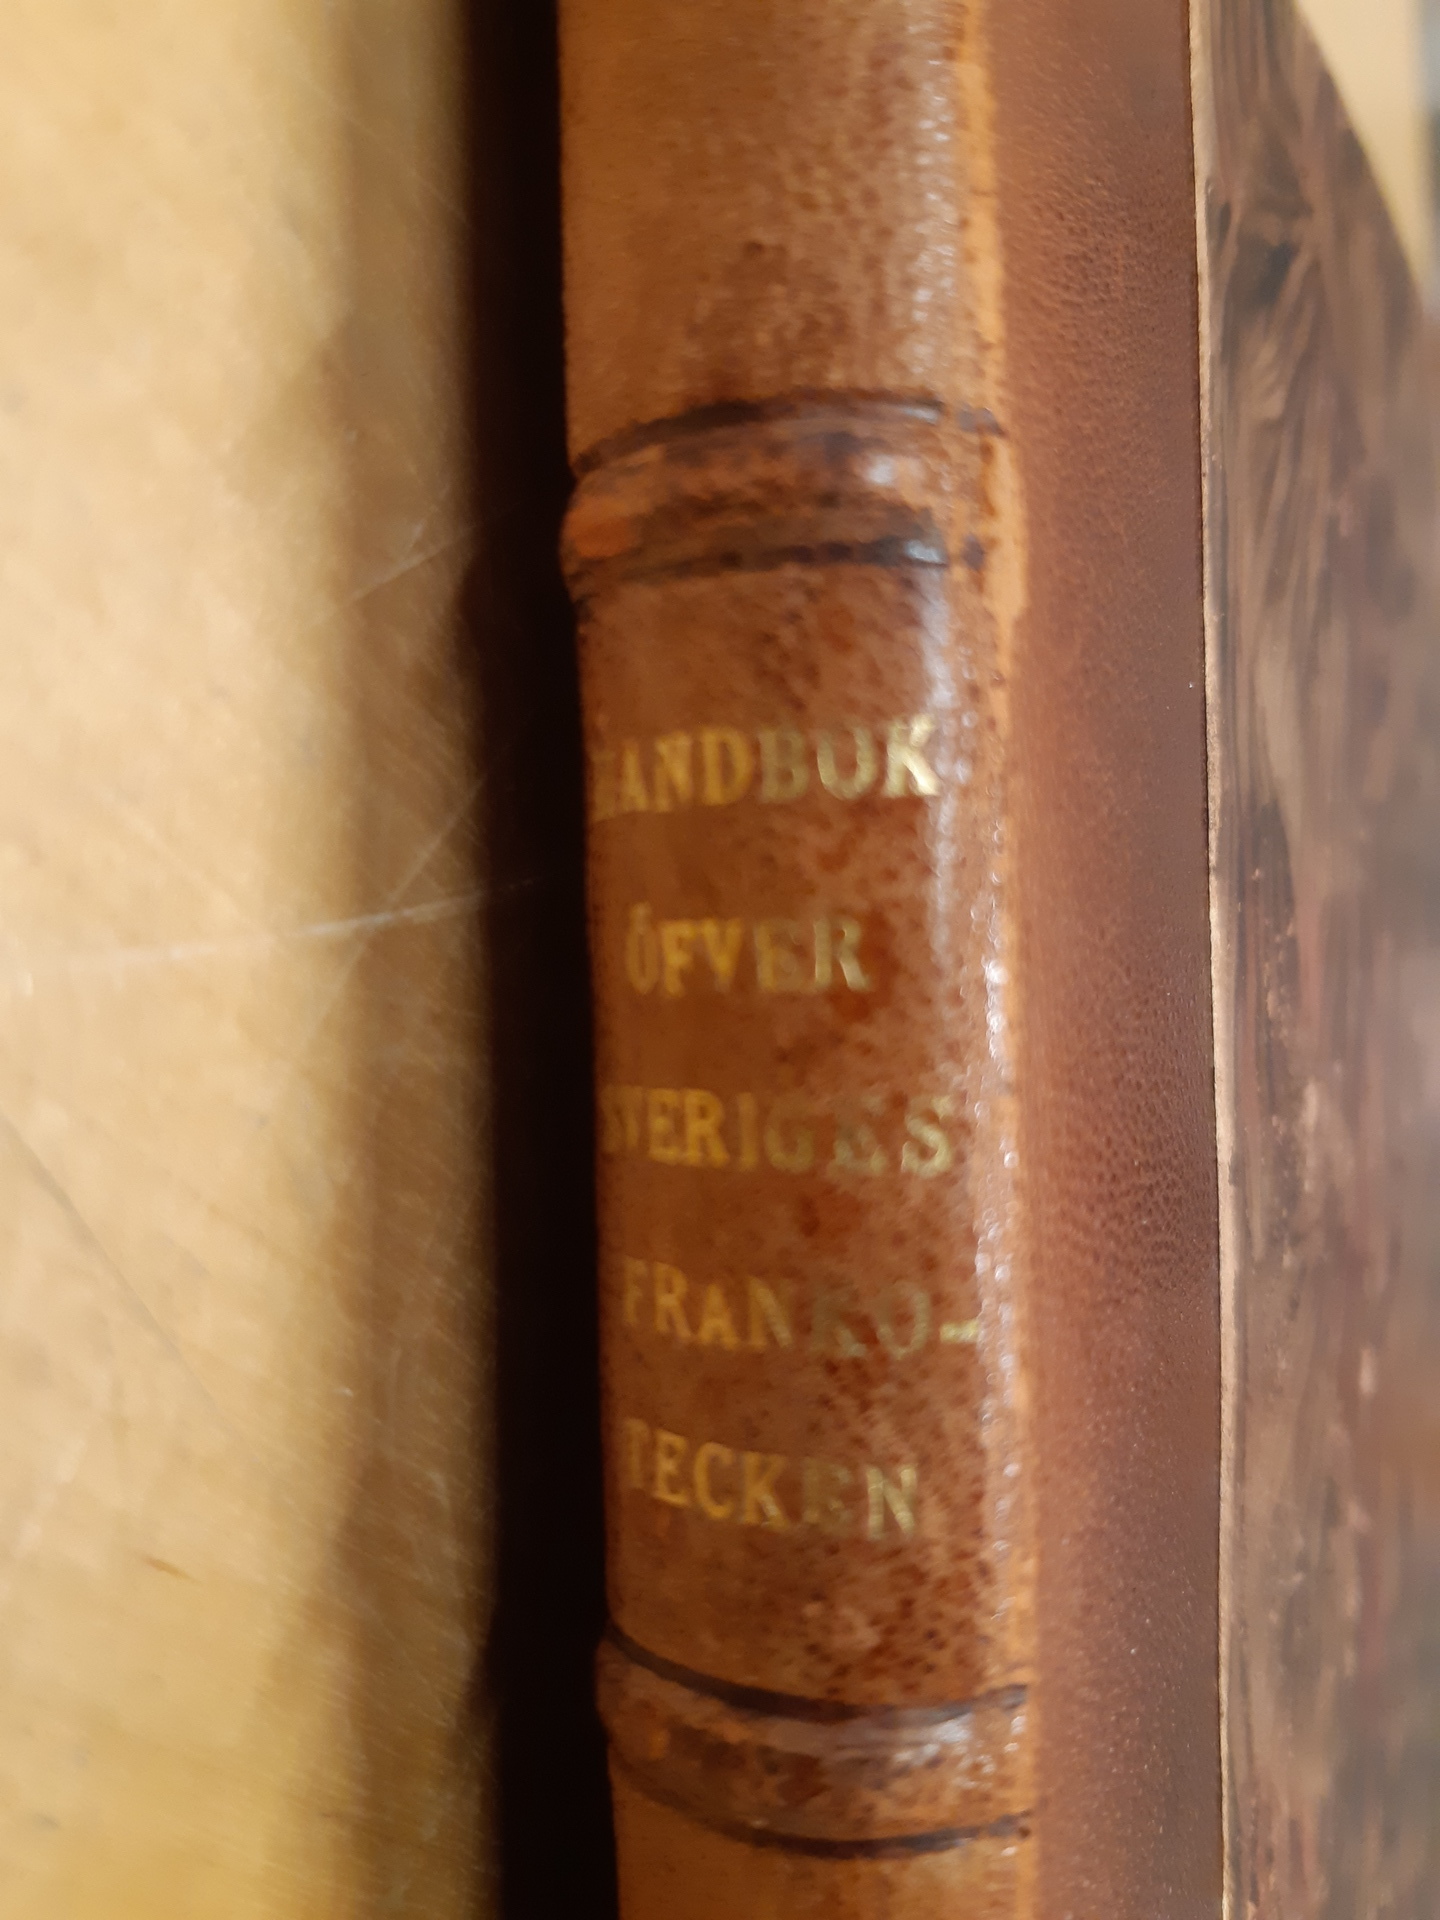 HANDBOK
ÖFVER
SVERIGES
FRANKO-
TECKEN